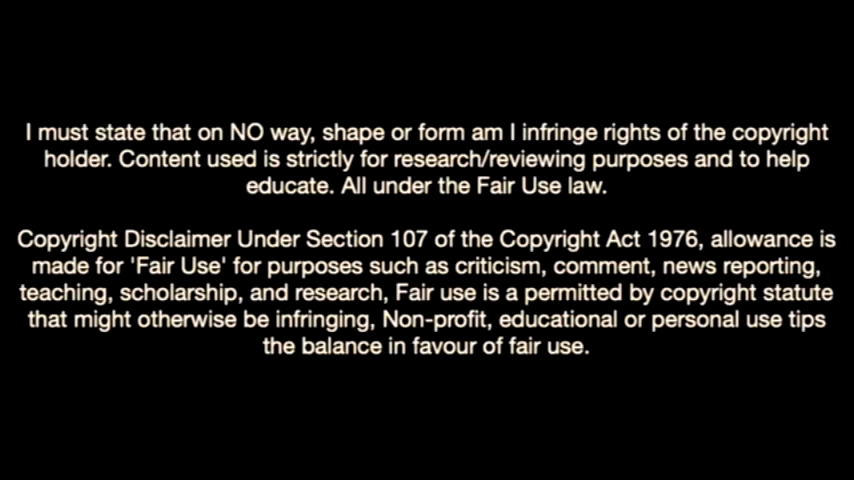 I must state that on NO way, shape or form am I infringe rights of the copyright
holder. Content used is strictly for research/reviewing purposes and to help
educate. All under the Fair Use law.
Copyright Disclaimer Under Section 107 of the Copyright Act 1976, allowance is
made for 'Fair Use' for purposes such as criticism, comment, news reporting,
teaching, scholarship, and research, Fair use is a permitted by copyright statute
that might otherwise be infringing, Non-profit, educational or personal use tips
the balance in favour of fair use.